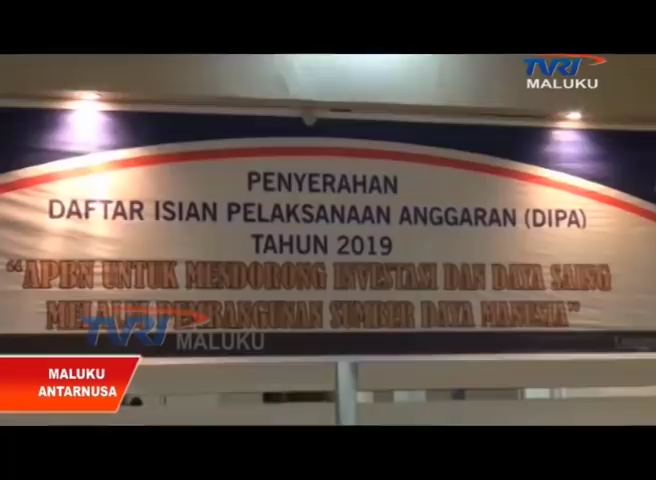 TVRI
MALUKU
PENYERAHAN
DAFTAR ISIAN PELAKSANAAN ANGGARAN (DIPA)
TAHUN 2019
“APBN UNTUK MENDORONG INVESTASI DAN DAYA SAING
MELALUI PEMBANGUNAN SUMBER DAYA MANUSIA”
TVRI
MALUKU
MALUKU
ANTARNUSA